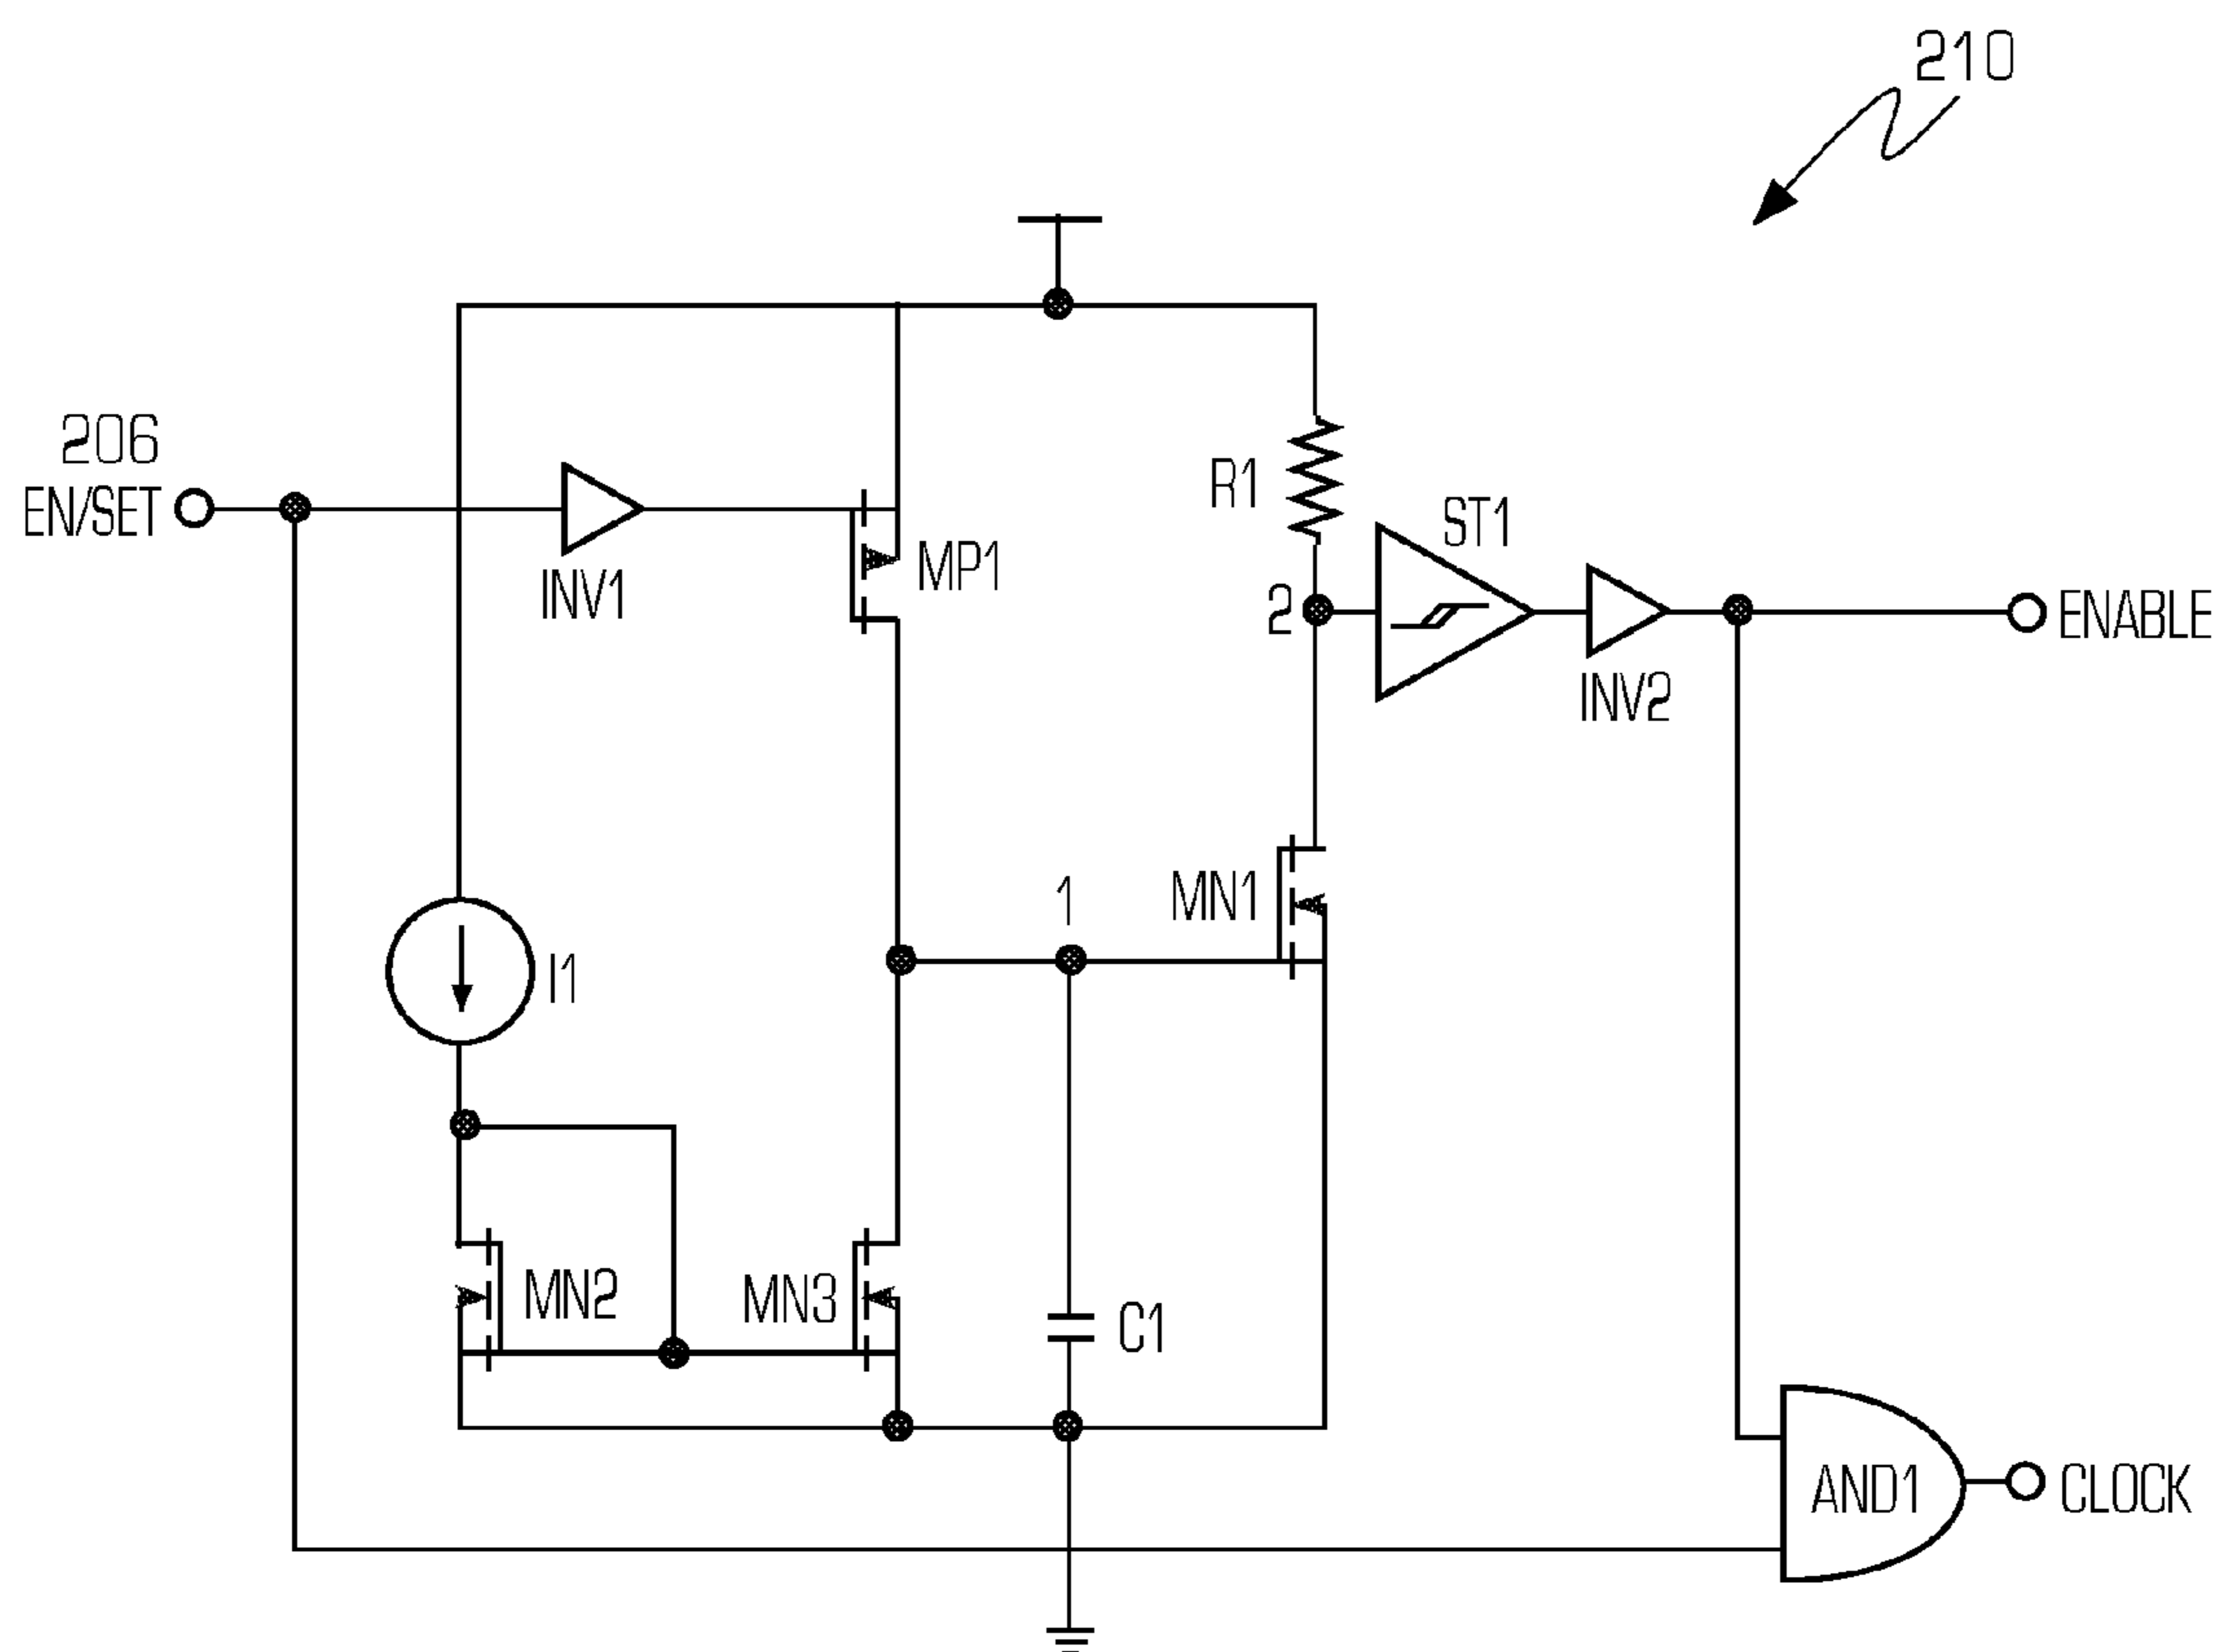 210
206
EN/SET
INV1
MP1
R1
ST1
2
INV2
ENABLE
1
MN1
I1
MN2
MN3
C1
AND1
CLOCK